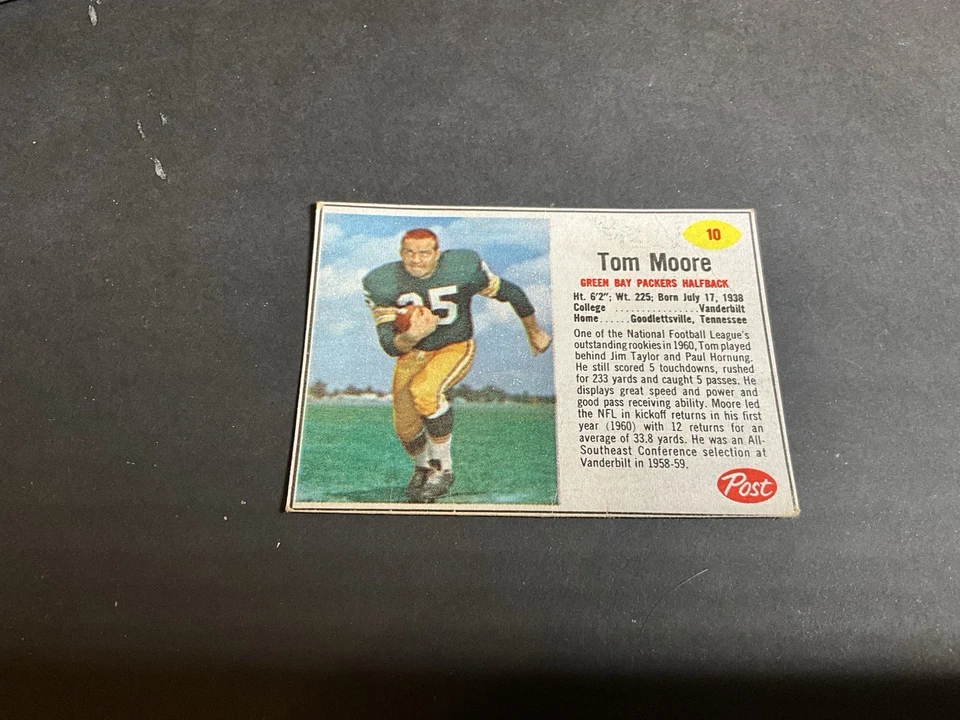 25
10
Tom Moore
GREEN BAY PACKERS HALFBACK
Ht. 6'2"; Wt. 225; Born July 17, 1938
College ................Vanderbilt
Home......Goodlettsville, Tennessee
One of the National Football League's
outstanding rookies in 1960, Tom played
behind Jim Taylor and Paul Hornung.
He still scored 5 touchdowns, rushed
for 233 yards and caught 5 passes. He
displays great speed and power and
good pass receiving ability. Moore led
the NFL in kickoff returns in his first
year (1960) with 12 returns for an
average of 33.8 yards. He was an All-
Southeast Conference selection at
Vanderbilt in 1958-59.
Post